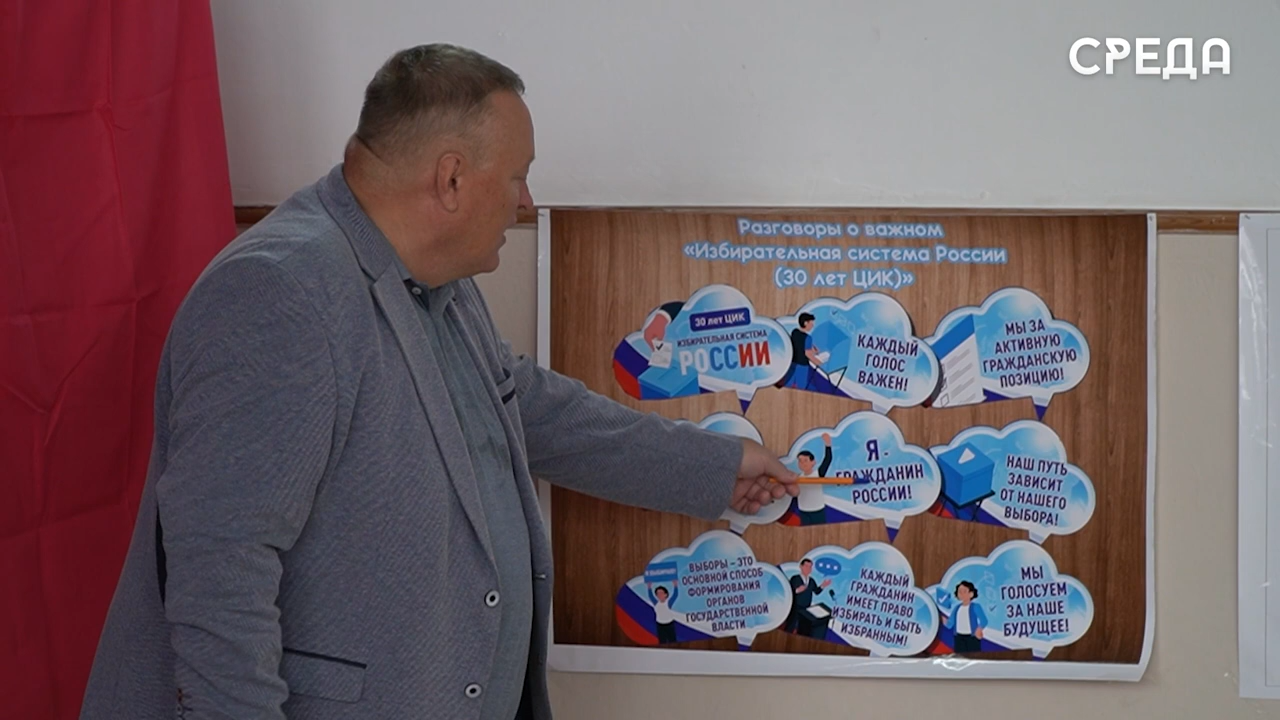 СРЕДА
Разговоры о важном
«Избирательная система России
(30 лет ЦИК)»
30 лет ЦИК
ИЗБИРАТЕЛЬНАЯ СИСТЕМА
РОССИИ
КАЖДЫЙ
ГОЛОС
ВАЖЕН!
МЫ ЗА
АКТИВНУЮ
ГРАЖДАНСКУЮ
ПОЗИЦИЮ!
Я -
ГРАЖДАНИН
РОССИИ!
НАШ ПУТЬ
ЗАВИСИТ
ОТ НАШЕГО
ВЫБОРА!
Я ВЫБИРАЮ!
ВЫБОРЫ – ЭТО
ОСНОВНОЙ СПОСОБ
ФОРМИРОВАНИЯ
ОРГАНОВ
ГОСУДАРСТВЕННОЙ
ВЛАСТИ
КАЖДЫЙ
ГРАЖДАНИН
ИМЕЕТ ПРАВО
ИЗБИРАТЬ И БЫТЬ
ИЗБРАННЫМ!
МЫ
ГОЛОСУЕМ
ЗА НАШЕ
БУДУЩЕЕ!